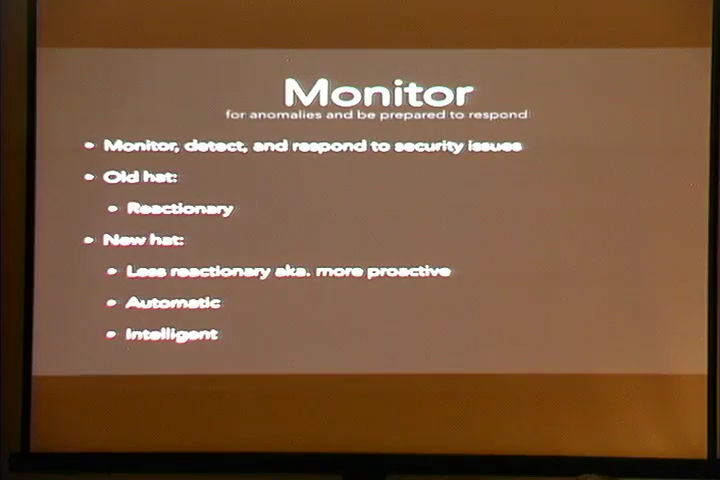 Monitor
for anomalies and be prepared to respond
• Monitor, detect, and respond to security issues
• Old hat:
• Reactionary
• New hat:
• Less reactionary aka. more proactive
• Automatic
• Intelligent